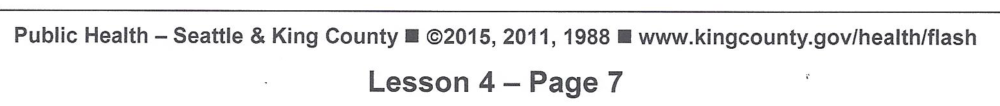 Public Health – Seattle & King County ■ ©2015, 2011, 1988 ■ www.kingcounty.gov/health/flash
Lesson 4 – Page 7